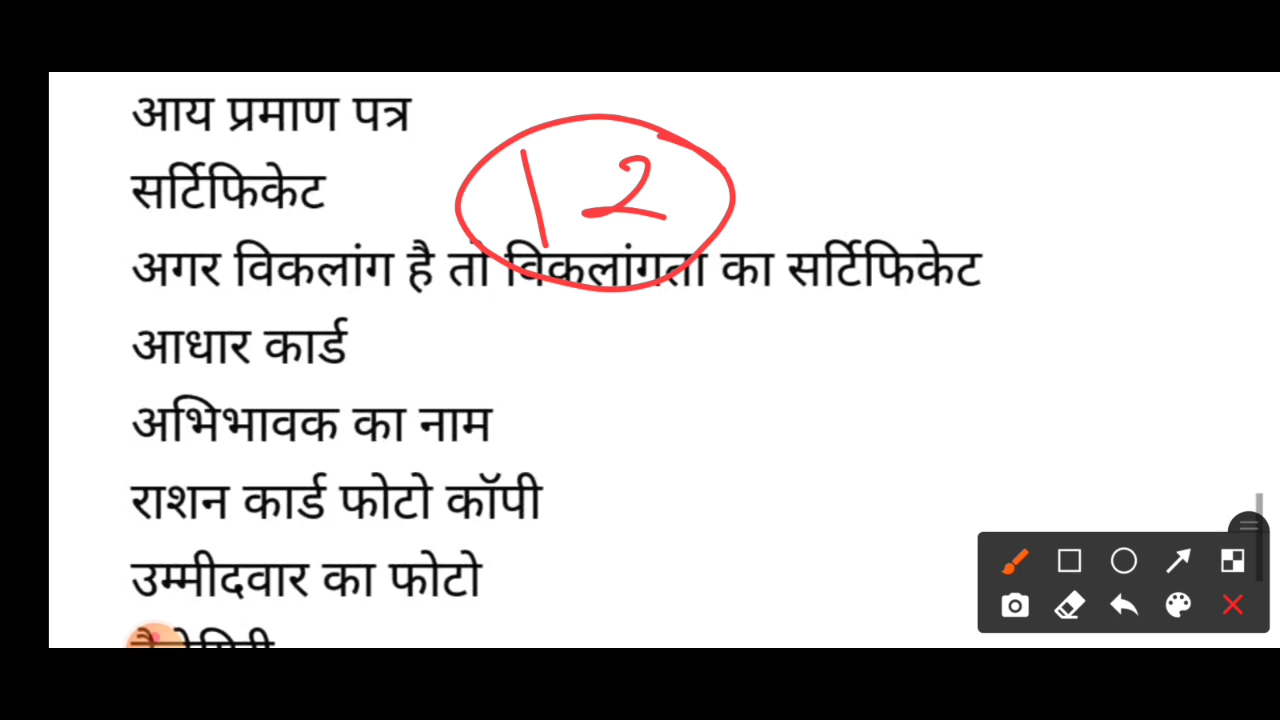 आय प्रमाण पत्र
12
सर्टिफिकेट
अगर विकलांग है तो विकलांगता का सर्टिफिकेट
आधार कार्ड
अभिभावक का नाम
राशन कार्ड फोटो कॉपी
उम्मीदवार का फोटो